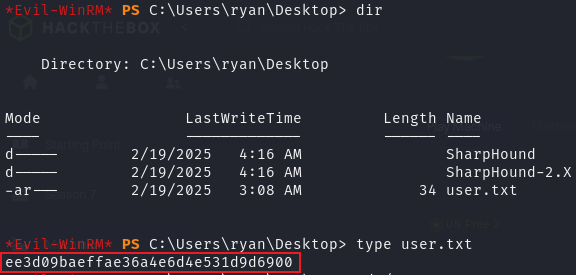 *Evil-WinRM* PS C:\Users\ryan\Desktop> dir
HACKTHEBOX
Directory: C:\Users\ryan\Desktop
Mode                LastWriteTime         Length Name
----                -------------         ------ ----
d-----        2/19/2025   4:16 AM                SharpHound
d-----        2/19/2025   4:16 AM                SharpHound-2.X
-ar---        2/19/2025   3:08 AM             34 user.txt
*Evil-WinRM* PS C:\Users\ryan\Desktop> type user.txt
ee3d09baeffae36a4e6d4e531d9d6900